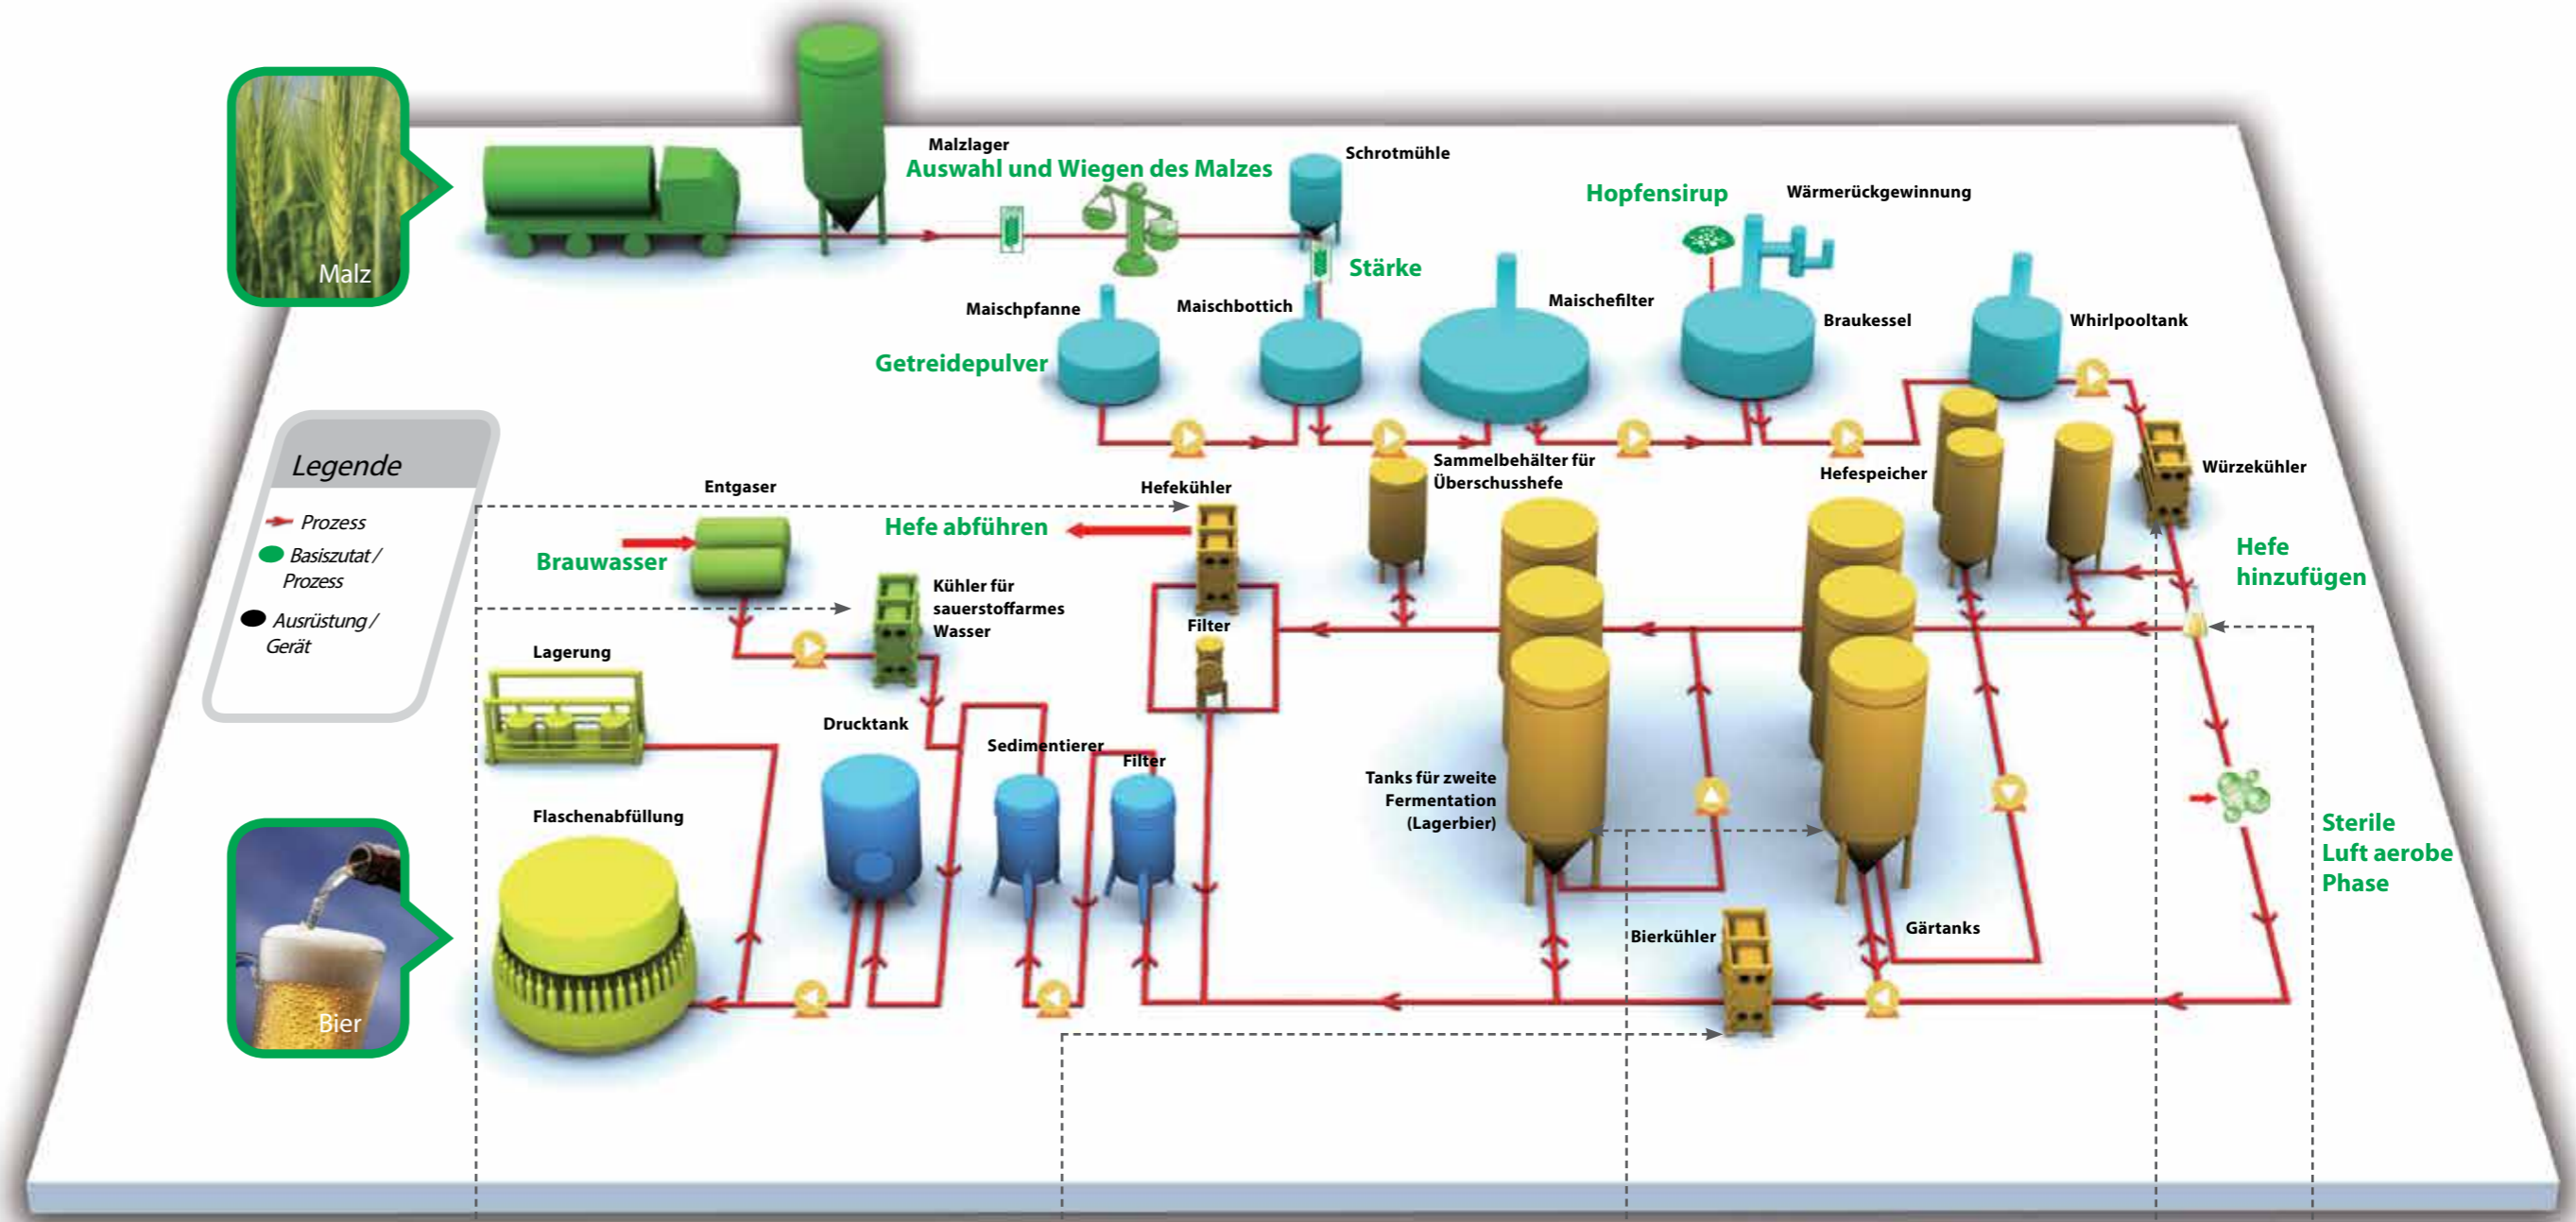 Malz
Malzlager
Auswahl und Wiegen des Malzes
Schrotmühle
Stärke
Hopfensirup
Wärmerückgewinnung
Maischpfanne
Maischbottich
Maischefilter
Braukessel
Whirlpooltank
Getreidepulver
Legende
Prozess
Basiszutat /
Prozess
Ausrüstung /
Gerät
Entgaser
Brauwasser
Hefe abführen
Hefekühler
Sammelbehälter für
Überschusshefe
Hefespeicher
Würzekühler
Hefe
hinzufügen
Kühler für
sauerstoffarmes
Wasser
Filter
Lagerung
Drucktank
Sedimentierer
Filter
Tanks für zweite
Fermentation
(Lagerbier)
Flaschenabfüllung
Sterile
Luft aerobe
Phase
Gärtanks
Bierkühler
Bier